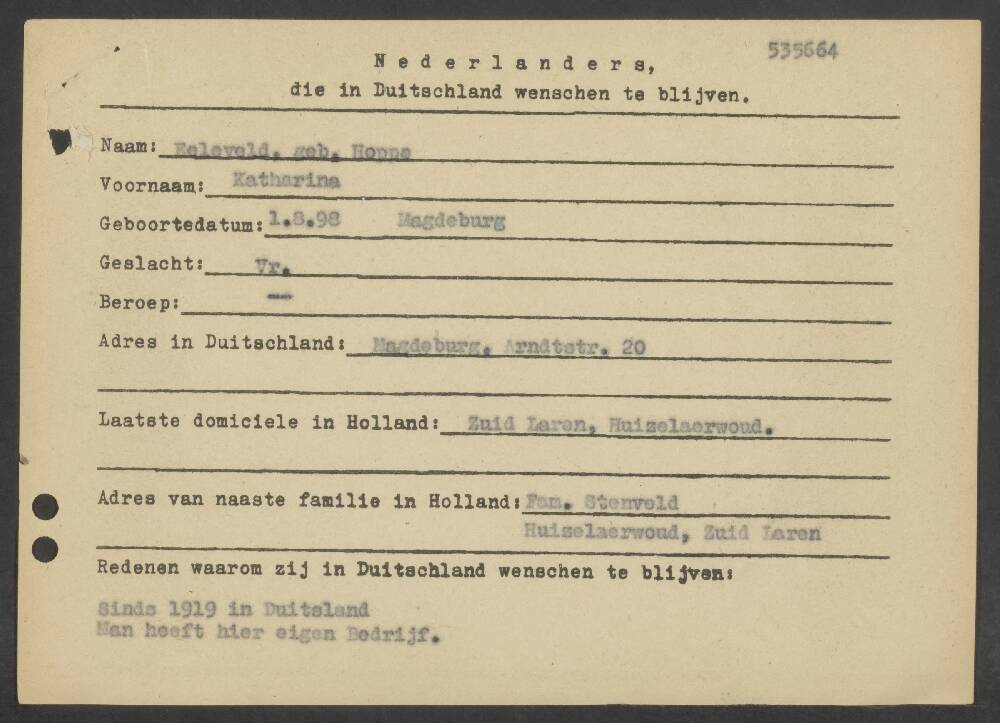 535664
Nederlanders,
die in Duitschland wenschen te blijven.
Naam: geb. Hoppe
Voornaam: Katharina
Geboortedatum: 1.8.98 Magdeburg
Geslacht: Vr.
Beroep: —
Adres in Duitschland: Magdeburg, Arndtstr. 20
Laatste domiciele in Holland: Zuid Laren, Huizelaerwoud.
Adres van naaste familie in Holland: Fam. Stenveld
Huizelaerwoud, Zuid Laren
Redenen waarom zij in Duitschland wenschen te blijven:
Sinds 1919 in Duitsland
Man heeft hier eigen Bedrijf.